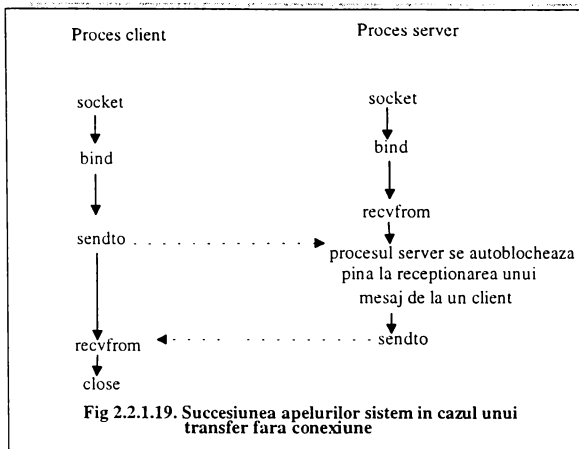 Proces client
Proces server
socket
bind
sendto
recvfrom
close
socket
bind
recvfrom
procesul server se autoblocheaza
pina la receptionarea unui
mesaj de la un client
sendto
Fig 2.2.1.19. Succesiunea apelurilor sistem in cazul unui
transfer fara conexiune